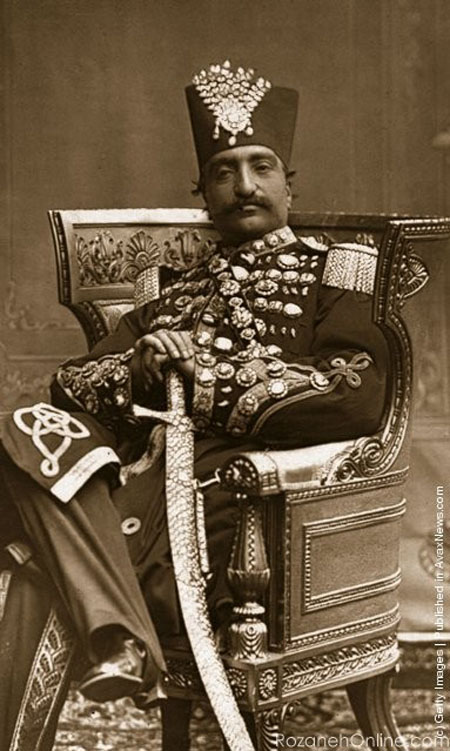 (c) Getty Images | Published in AvaxNews.com
RozanehOnline.com